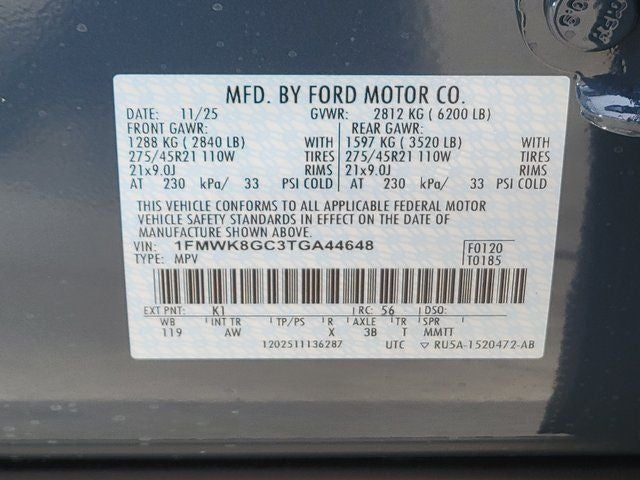 MFD. BY FORD MOTOR CO.
DATE: 11/25 GVWR: 2812 KG ( 6200 LB)
FRONT GAWR: REAR GAWR:
1288 KG ( 2840 LB) WITH 1597 KG ( 3520 LB) WITH
275/45R21 110W TIRES 275/45R21 110W TIRES
21x9.0J RIMS 21x9.0J RIMS
AT 230 kPa/ 33 PSI COLD AT 230 kPa/ 33 PSI COLD
THIS VEHICLE CONFORMS TO ALL APPLICABLE FEDERAL MOTOR
VEHICLE SAFETY STANDARDS IN EFFECT ON THE DATE OF
MANUFACTURE SHOWN ABOVE.
VIN: 1FMWK8GC3TGA44648 F0120
TYPE: MPV T0185
EXT PNT: K1 RC: 56 DSO:
WB INT TR TP/PS R AXLE TR SPR
119 AW X 3B T MMTT
1202511136287 UTC RU5A-1520472-AB